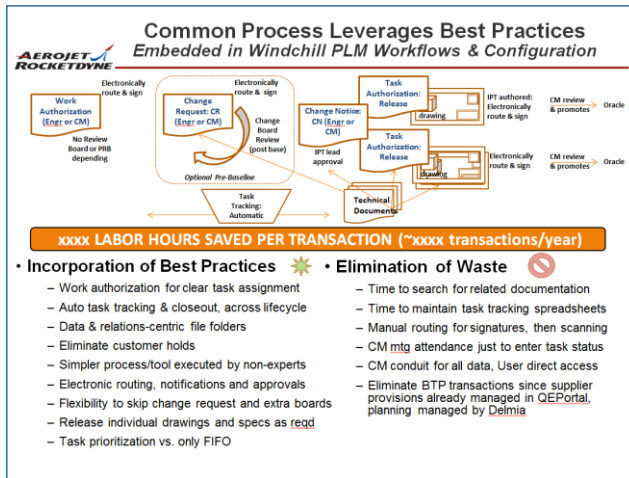 Common Process Leverages Best Practices
Embedded in Windchill PLM Workflows & Configuration
AEROJET
ROCKETDYNE
Work
Authorization
(Engr or CM)
Electronically
route & sign
No Review
Board or PRB
depending
Change
Request: CR
(Engr or CM)
Electronically
route & sign
Change
Board
Review
(post base)
Optional Pre-Baseline
Change Notice:
CN (Engr or
CM)
IPT lead
approval
Task
Authorization:
Release
drawing
IPT authored:
Electronically
route & sign
CM review
& promotes
Oracle
Task
Authorization:
Release
drawing
Electronically
route & sign
CM review
& promotes
Oracle
Task
Tracking:
Automatic
Technical
Documents
xxxx LABOR HOURS SAVED PER TRANSACTION (~xxxx transactions/year)
• Incorporation of Best Practices
– Work authorization for clear task assignment
– Auto task tracking & closeout, across lifecycle
– Data & relations-centric file folders
– Eliminate customer holds
– Simpler process/tool executed by non-experts
– Electronic routing, notifications and approvals
– Flexibility to skip change request and extra boards
– Release individual drawings and specs as reqd
– Task prioritization vs. only FIFO
• Elimination of Waste
– Time to search for related documentation
– Time to maintain task tracking spreadsheets
– Manual routing for signatures, then scanning
– CM mtg attendance just to enter task status
– CM conduit for all data, User direct access
– Eliminate BTP transactions since supplier
provisions already managed in QEPortal,
planning managed by Delmia